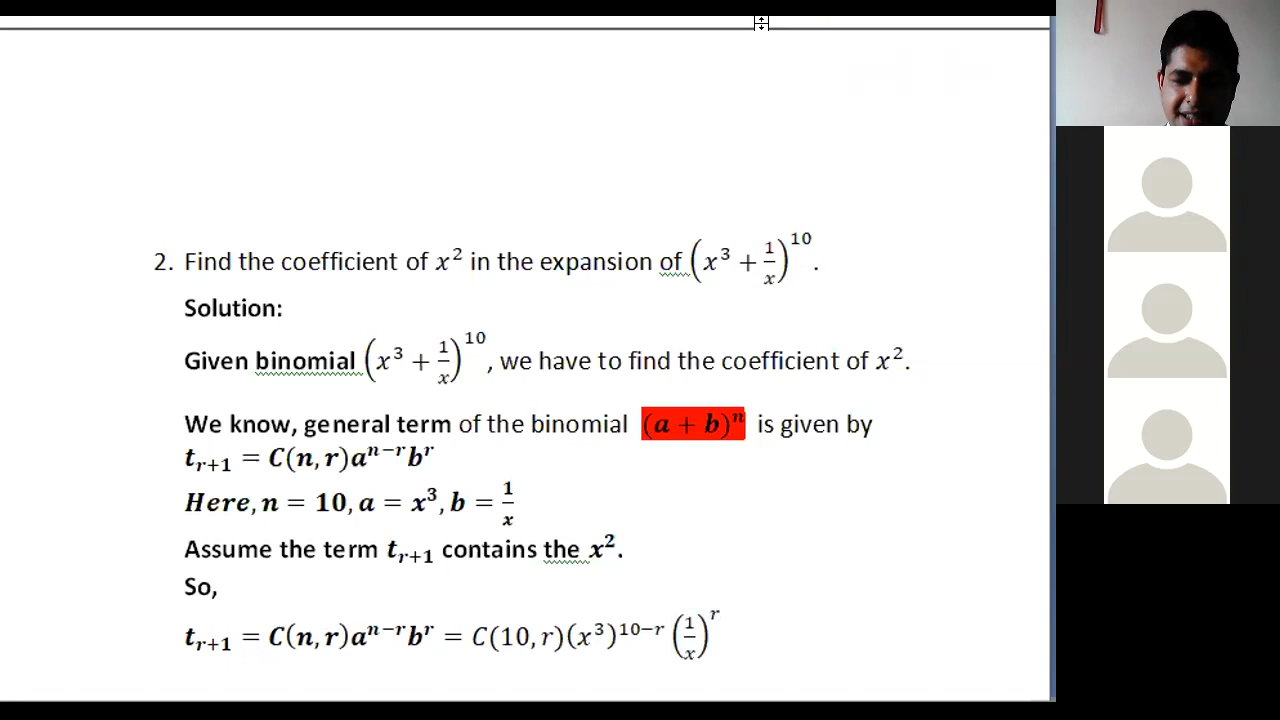 2. Find the coefficient of x² in the expansion of (x³ + 1/x)¹⁰.
Solution:
Given binomial (x³ + 1/x)¹⁰, we have to find the coefficient of x².
We know, general term of the binomial (a + b)ⁿ is given by
tᵣ₊₁ = C(n, r)aⁿ⁻ʳbʳ
Here, n = 10, a = x³, b = 1/x
Assume the term tᵣ₊₁ contains the x².
So,
tᵣ₊₁ = C(n, r)aⁿ⁻ʳbʳ = C(10, r)(x³)¹⁰⁻ʳ (1/x)ʳ